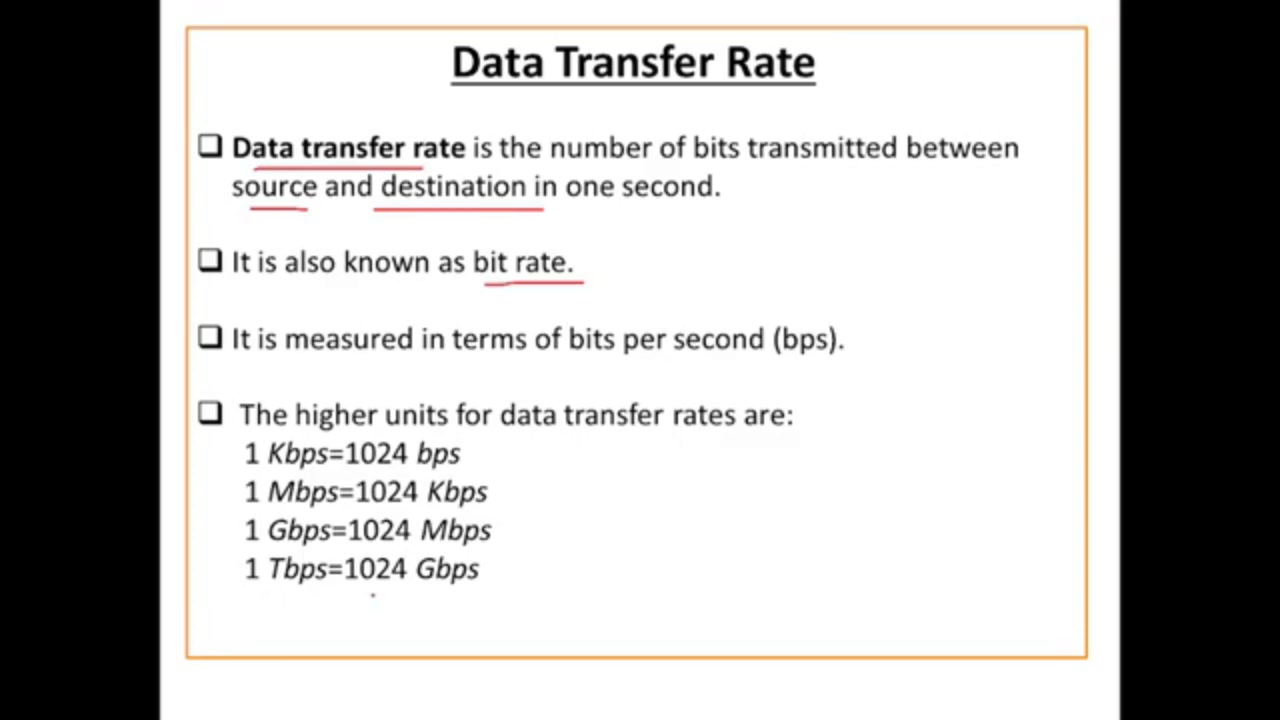 Data Transfer Rate
Data transfer rate is the number of bits transmitted between
source and destination in one second.
It is also known as bit rate.
It is measured in terms of bits per second (bps).
The higher units for data transfer rates are:
1 Kbps=1024 bps
1 Mbps=1024 Kbps
1 Gbps=1024 Mbps
1 Tbps=1024 Gbps